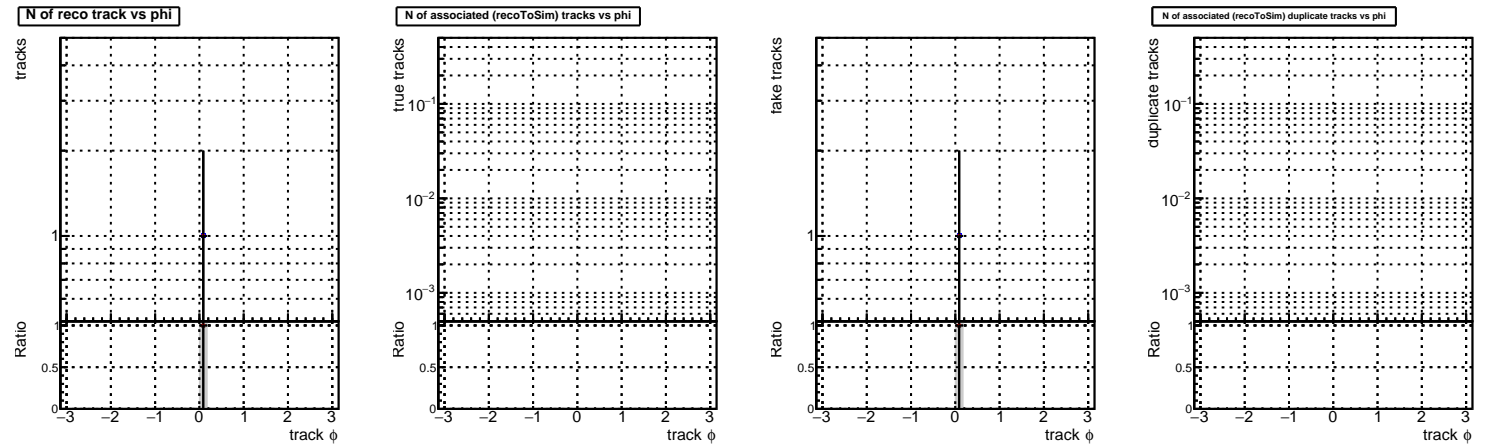 N of reco track vs phi
tracks
1
Ratio
1
0.5
0
−3 −2 −1 0 1 2 3
track ϕ
N of associated (recoToSim) tracks vs phi
true tracks
10−1
10−2
10−3
Ratio
1
0.5
0
−3 −2 −1 0 1 2 3
track ϕ
fake tracks
1
Ratio
1
0.5
0
−3 −2 −1 0 1 2 3
track ϕ
N of associated (recoToSim) duplicate tracks vs phi
duplicate tracks
10−1
10−2
10−3
Ratio
1
0.5
0
−3 −2 −1 0 1 2 3
track ϕ